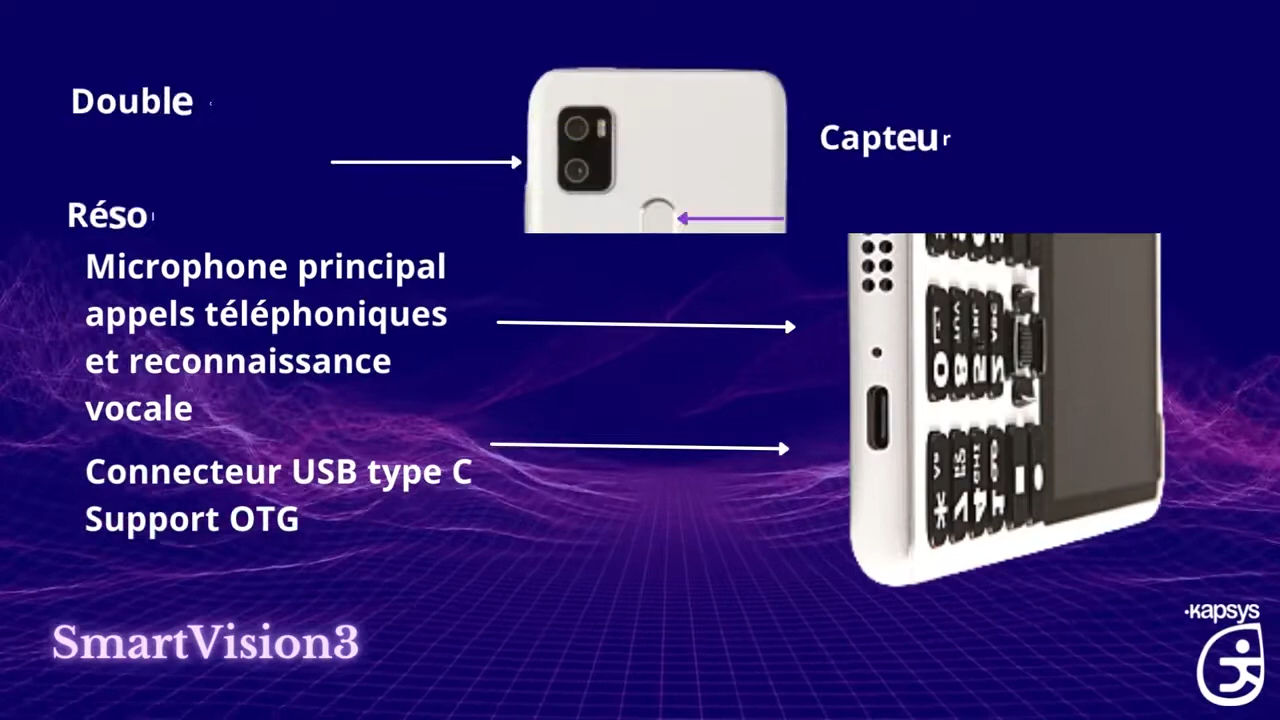 Double
Capteur
Réso
Microphone principal
appels téléphoniques
et reconnaissance
vocale
Connecteur USB type C
Support OTG
SmartVision3
kapsys